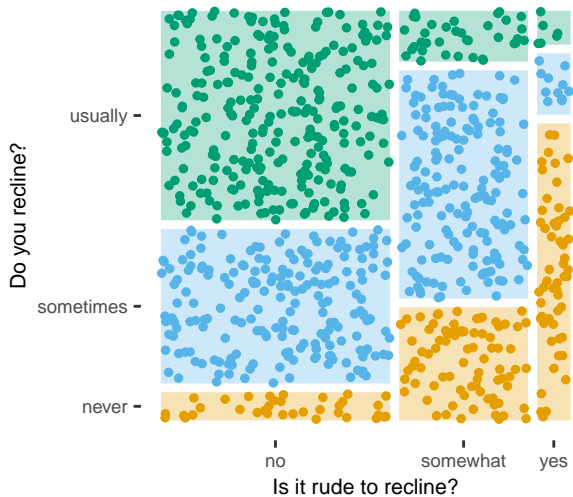 Do you recline?
usually
sometimes
never
no somewhat yes
Is it rude to recline?